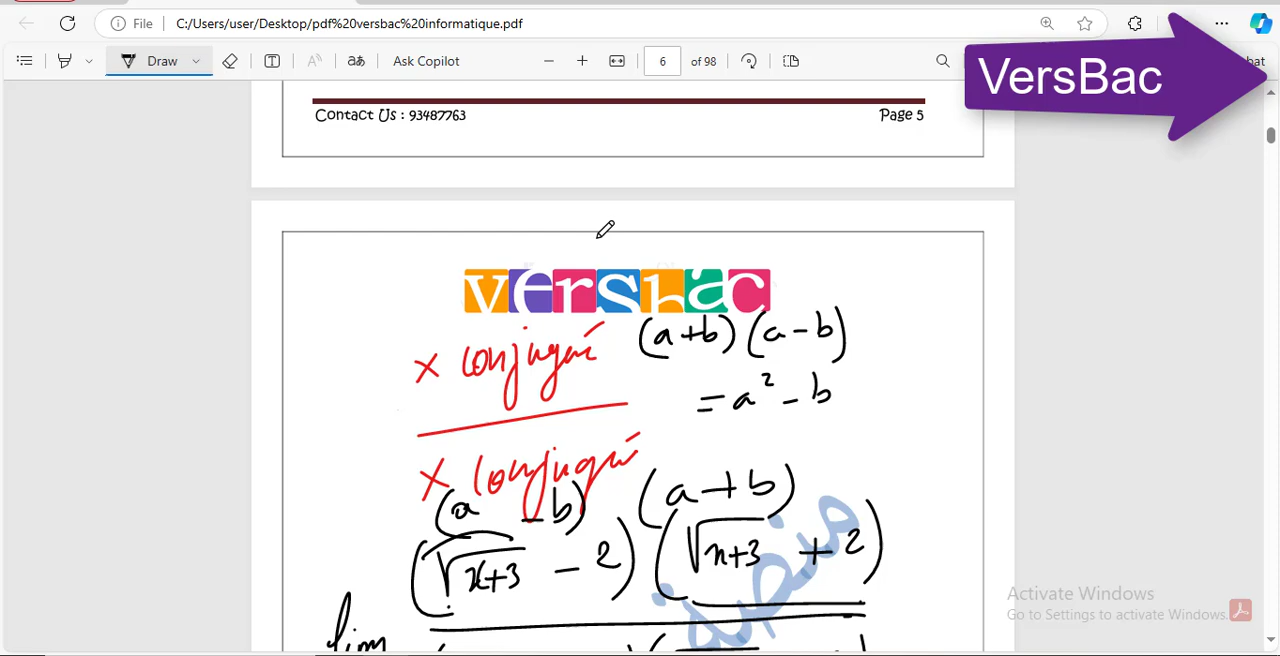 File C:/Users/user/Desktop/pdf%20versbac%20informatique.pdf
Draw Ask Copilot 6 of 98
VersBac
Contact Us : 93487763 Page 5
versbac
x conjugué (a+b) (a-b)
= a² - b
x conjugué
(a - b) (a + b)
(√x+3 - 2) (√x+3 + 2)
lim
Activate Windows
Go to Settings to activate Windows.